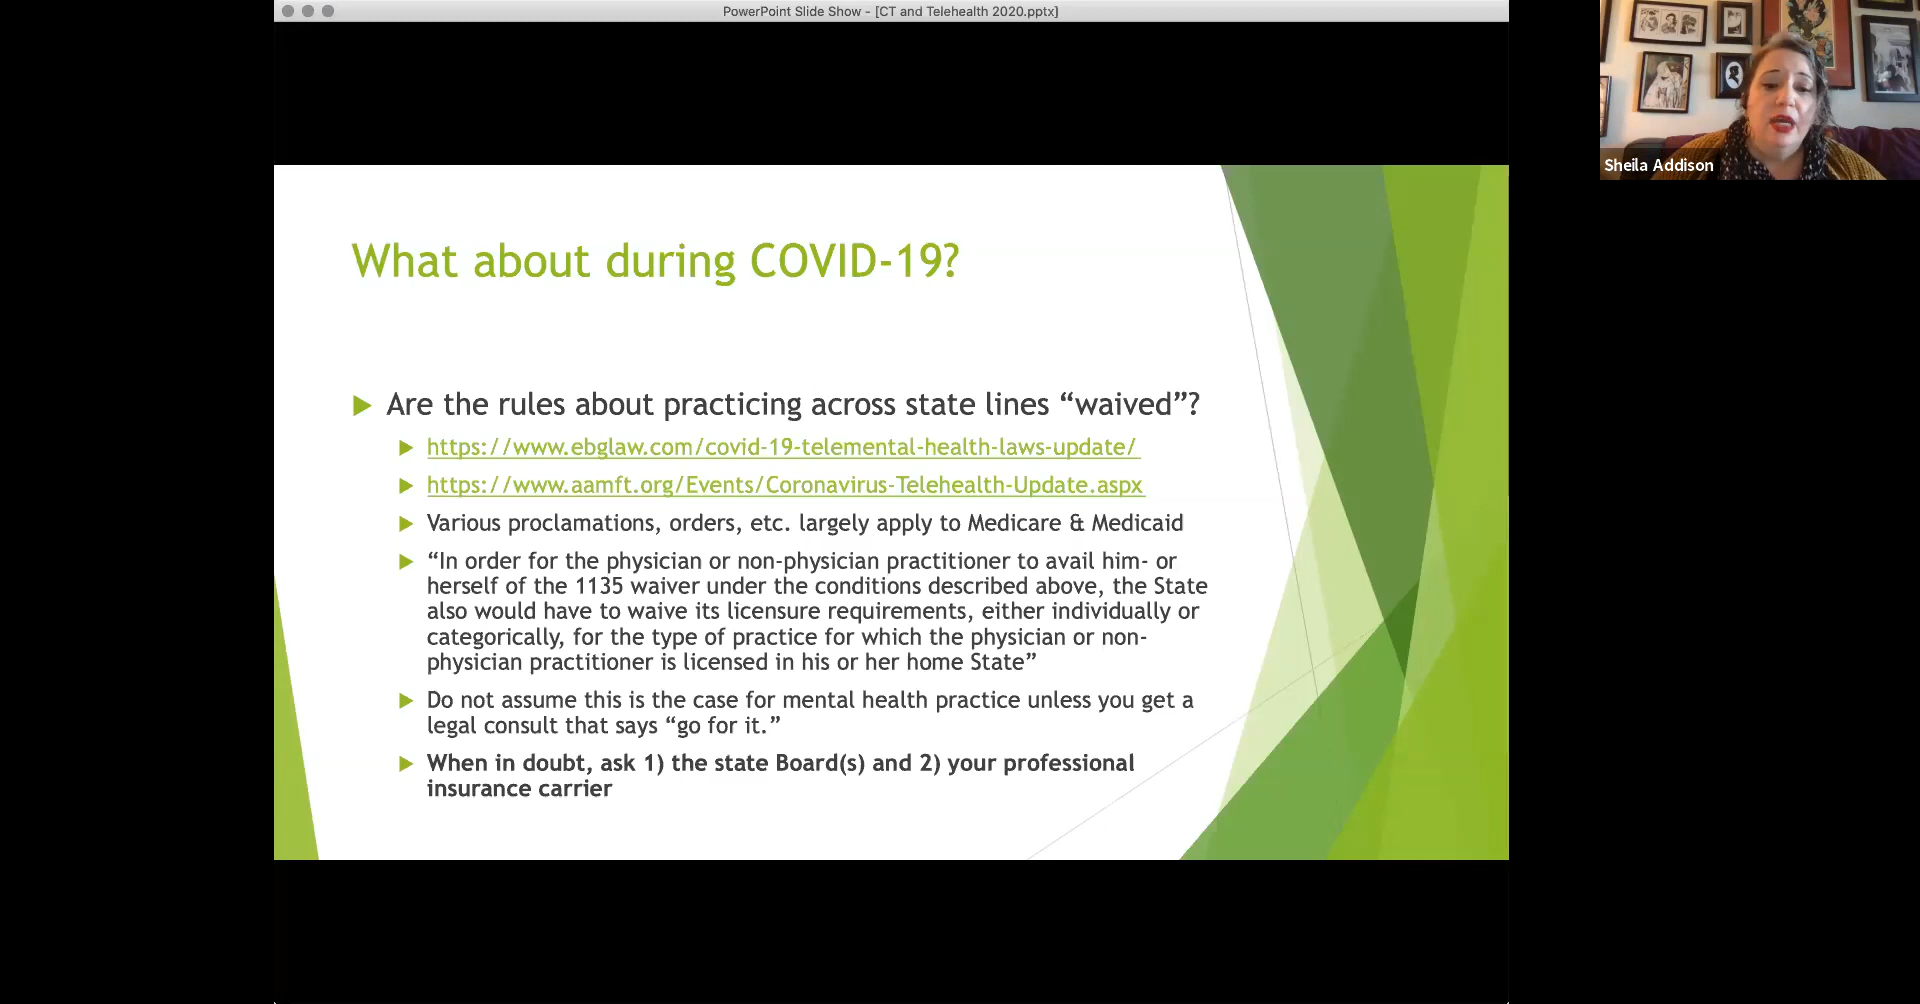 PowerPoint Slide Show - [CT and Telehealth 2020.pptx]
Sheila Addison
What about during COVID-19?
Are the rules about practicing across state lines “waived”?
https://www.ebglaw.com/covid-19-telemental-health-laws-update/
https://www.aamft.org/Events/Coronavirus-Telehealth-Update.aspx
Various proclamations, orders, etc. largely apply to Medicare & Medicaid
“In order for the physician or non-physician practitioner to avail him- or
herself of the 1135 waiver under the conditions described above, the State
also would have to waive its licensure requirements, either individually or
categorically, for the type of practice for which the physician or non-
physician practitioner is licensed in his or her home State”
Do not assume this is the case for mental health practice unless you get a
legal consult that says “go for it.”
When in doubt, ask 1) the state Board(s) and 2) your professional
insurance carrier